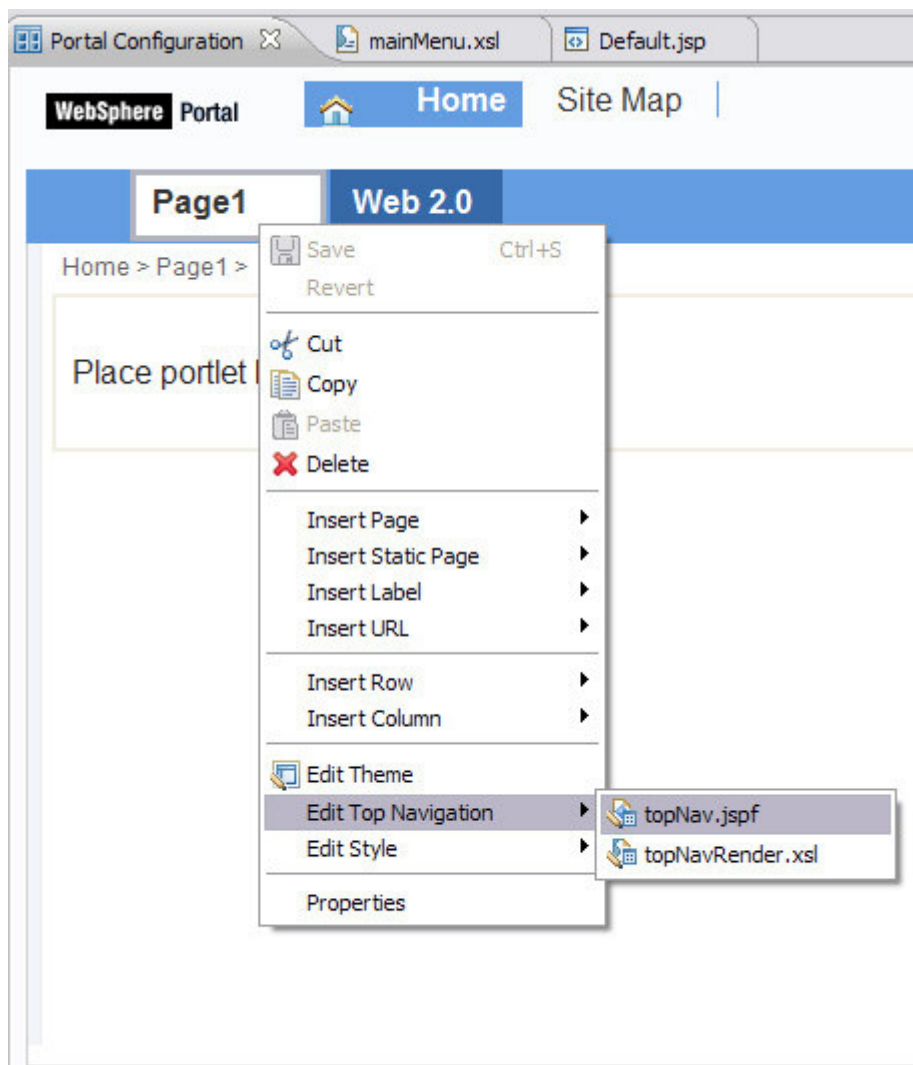 Portal Configuration mainMenu.xsl Default.jsp
WebSphere Portal Home Site Map
Page1 Web 2.0
Home > Page1 >
Place portlet
Save Ctrl+S
Revert
Cut
Copy
Paste
Delete
Insert Page
Insert Static Page
Insert Label
Insert URL
Insert Row
Insert Column
Edit Theme
Edit Top Navigation
topNav.jspf
Edit Style
topNavRender.xsl
Properties